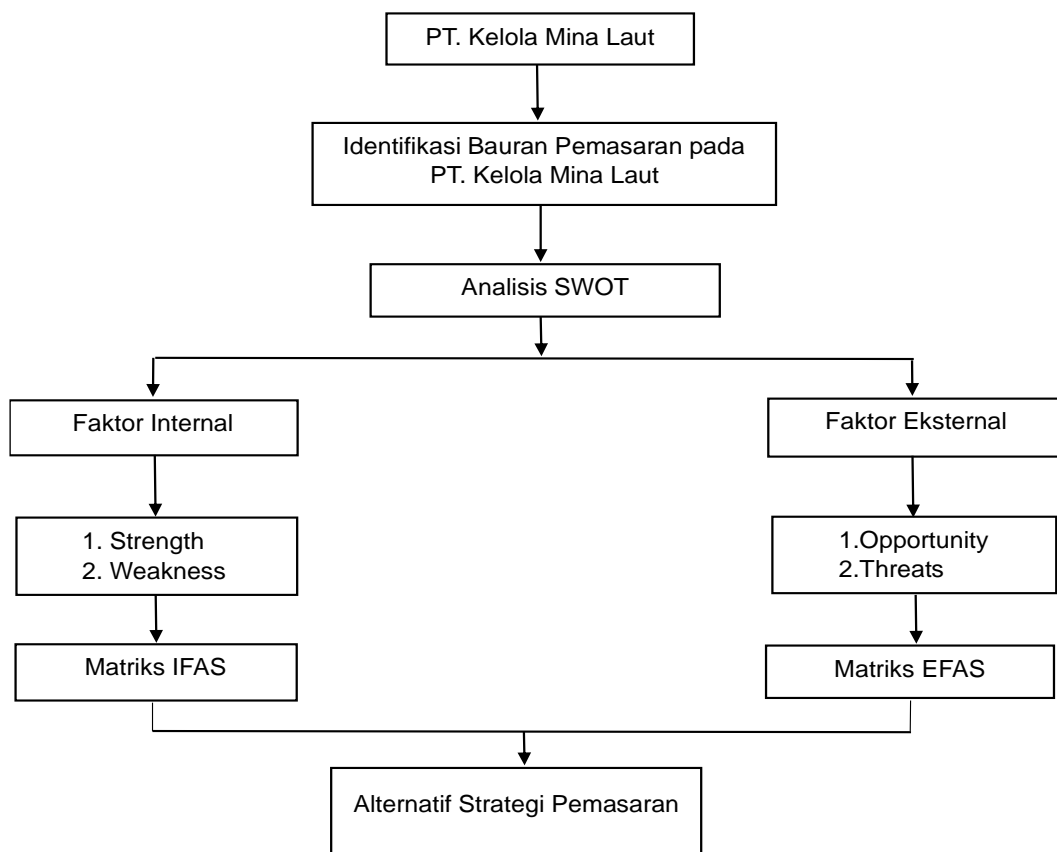 PT. Kelola Mina Laut
Identifikasi Bauran Pemasaran pada
PT. Kelola Mina Laut
Analisis SWOT
Faktor Internal
Faktor Eksternal
1. Strength
2. Weakness
1.Opportunity
2.Threats
Matriks IFAS
Matriks EFAS
Alternatif Strategi Pemasaran